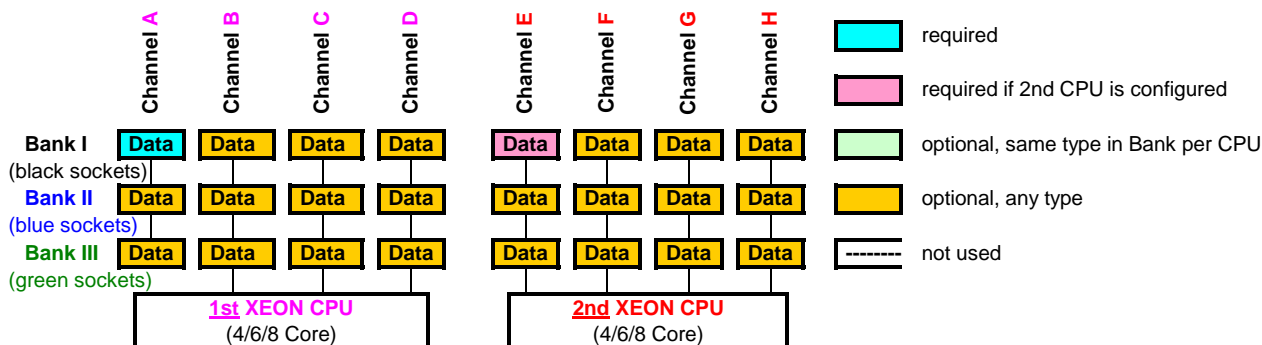 Channel A Channel B Channel C Channel D Channel E Channel F Channel G Channel H
required
required if 2nd CPU is configured
Bank I Data Data Data Data Data Data Data Data
optional, same type in Bank per CPU
(black sockets)
Bank II Data Data Data Data Data Data Data Data
optional, any type
(blue sockets)
Bank III Data Data Data Data Data Data Data Data
-------- not used
(green sockets)
1st XEON CPU 2nd XEON CPU
(4/6/8 Core) (4/6/8 Core)